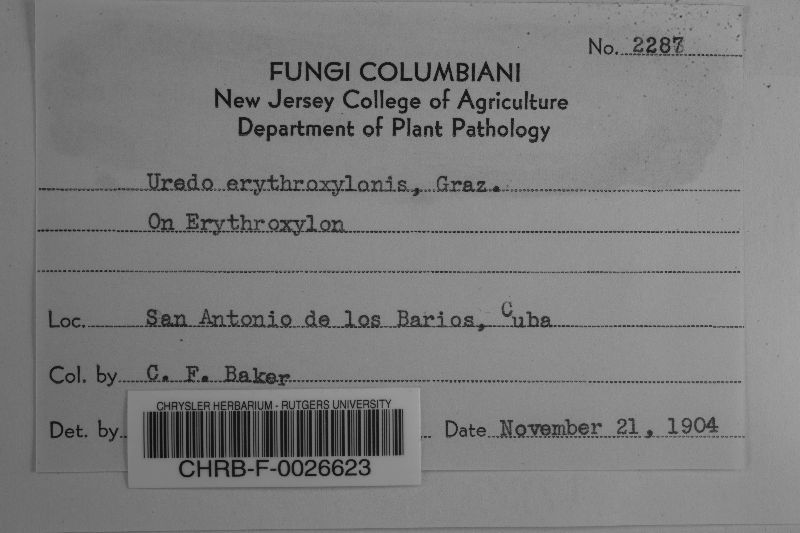 No. 2287
FUNGI COLUMBIANI
New Jersey College of Agriculture
Department of Plant Pathology
Uredo erythroxylonis, Graz.
On Erythroxylon
Loc. San Antonio de los Barios, Cuba
Col. by C. F. Baker
Det. by
Date November 21, 1904
CHRYSLER HERBARIUM - RUTGERS UNIVERSITY
CHRB-F-0026623